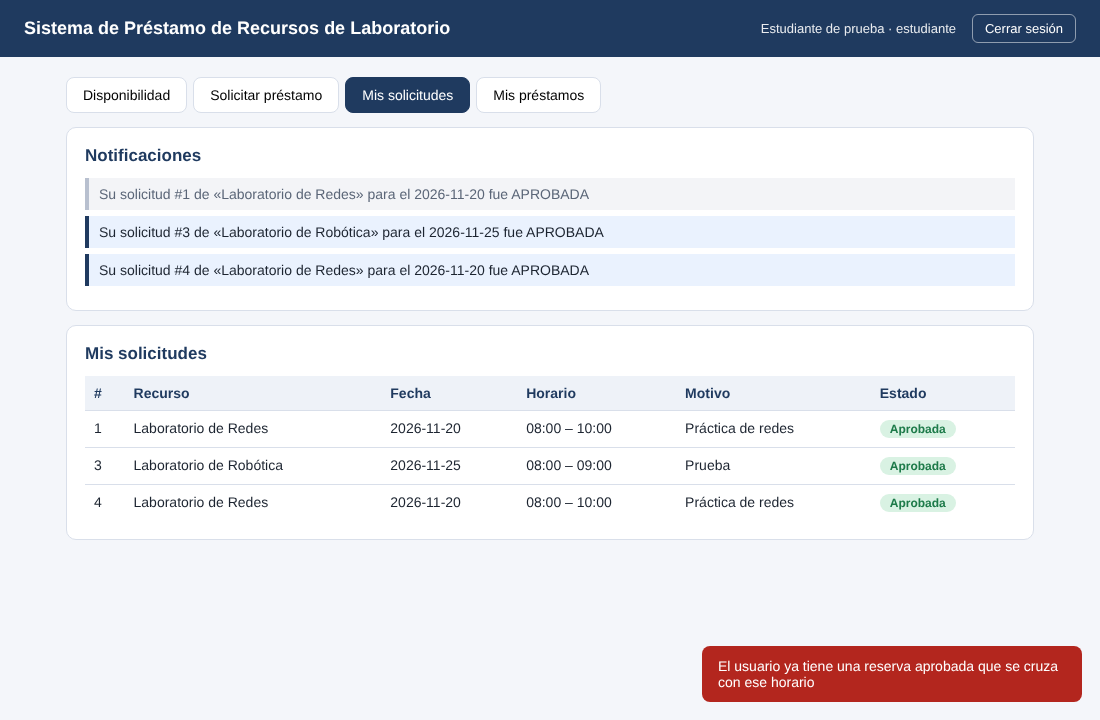 Sistema de Préstamo de Recursos de Laboratorio
Estudiante de prueba · estudiante
Cerrar sesión
Disponibilidad
Solicitar préstamo
Mis solicitudes
Mis préstamos
Notificaciones
Su solicitud #1 de «Laboratorio de Redes» para el 2026-11-20 fue APROBADA
Su solicitud #3 de «Laboratorio de Robótica» para el 2026-11-25 fue APROBADA
Su solicitud #4 de «Laboratorio de Redes» para el 2026-11-20 fue APROBADA
Mis solicitudes
# Recurso Fecha Horario Motivo Estado
1 Laboratorio de Redes 2026-11-20 08:00 – 10:00 Práctica de redes Aprobada
3 Laboratorio de Robótica 2026-11-25 08:00 – 09:00 Prueba Aprobada
4 Laboratorio de Redes 2026-11-20 08:00 – 10:00 Práctica de redes Aprobada
El usuario ya tiene una reserva aprobada que se cruza
con ese horario